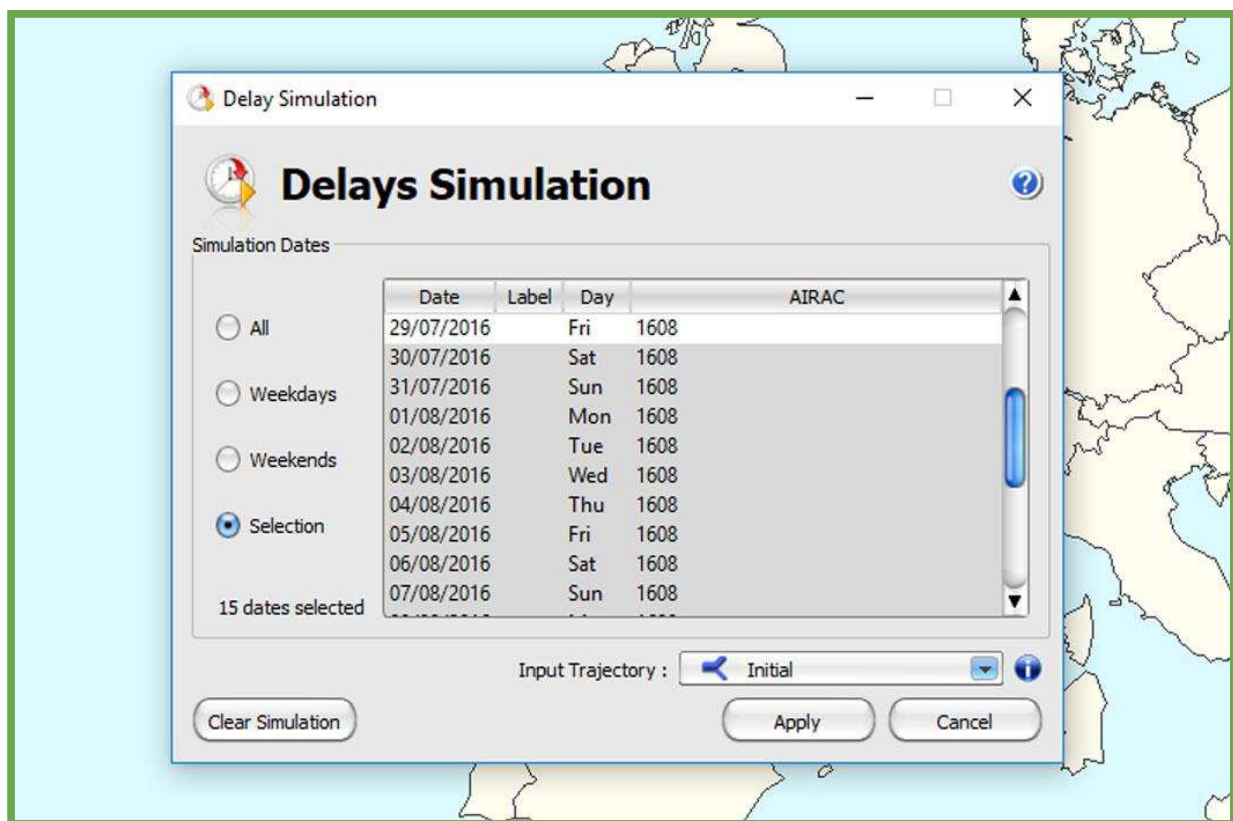 Delay Simulation
Delays Simulation
Simulation Dates
Date Label Day AIRAC
All
29/07/2016 Fri 1608
30/07/2016 Sat 1608
Weekdays
31/07/2016 Sun 1608
01/08/2016 Mon 1608
02/08/2016 Tue 1608
Weekends
03/08/2016 Wed 1608
04/08/2016 Thu 1608
Selection
05/08/2016 Fri 1608
06/08/2016 Sat 1608
15 dates selected
07/08/2016 Sun 1608
Input Trajectory : Initial
Clear Simulation Apply Cancel